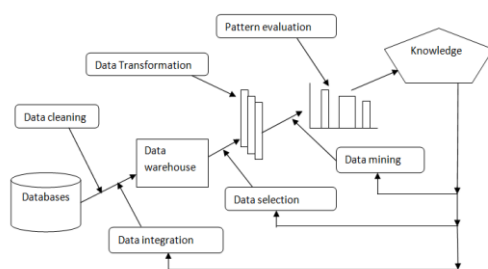 Pattern evaluation
Knowledge
Data Transformation
Data cleaning
Data
warehouse
Data mining
Databases
Data selection
Data integration